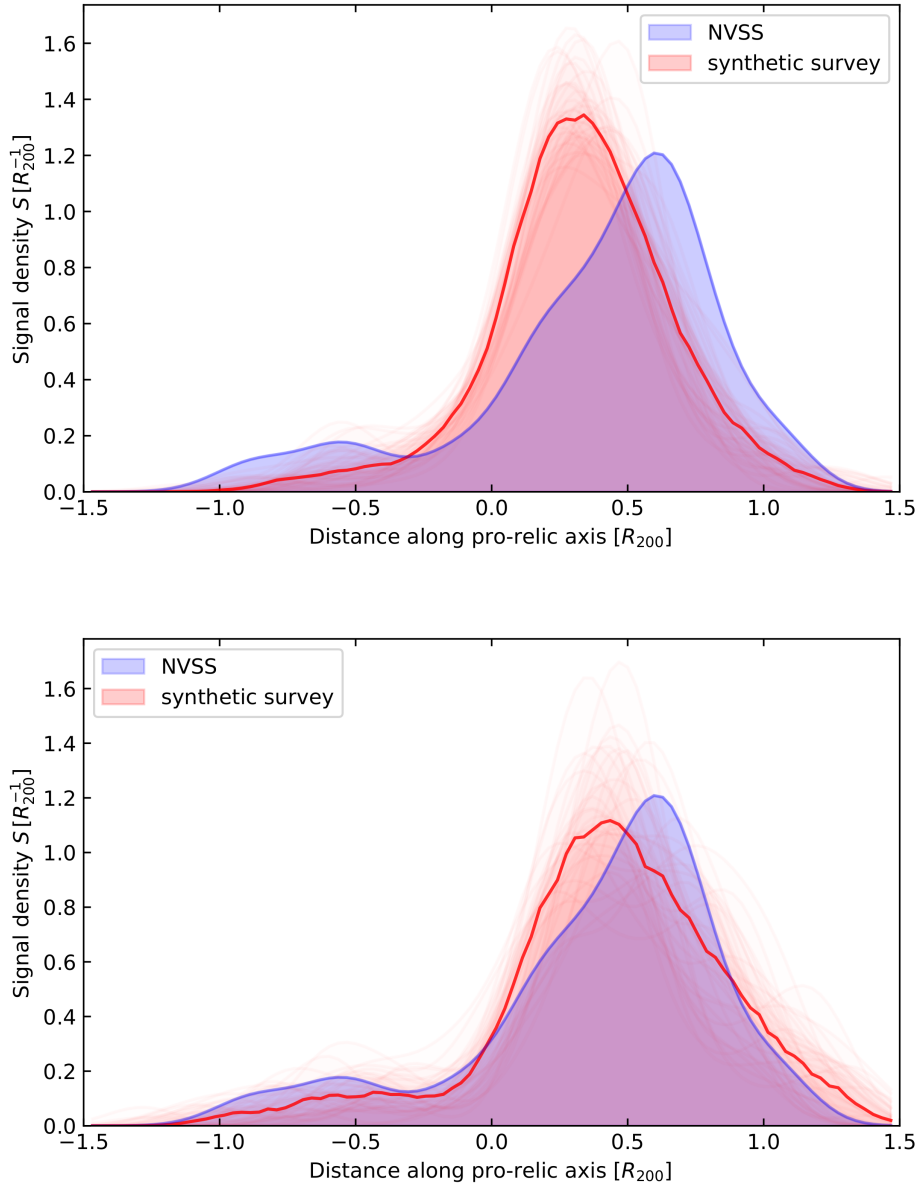 NVSS
synthetic survey
Signal density S [R₂₀₀⁻¹]
1.6
1.4
1.2
1.0
0.8
0.6
0.4
0.2
0.0
−1.5 −1.0 −0.5 0.0 0.5 1.0 1.5
Distance along pro-relic axis [R₂₀₀]
NVSS
synthetic survey
Signal density S [R₂₀₀⁻¹]
1.6
1.4
1.2
1.0
0.8
0.6
0.4
0.2
0.0
−1.5 −1.0 −0.5 0.0 0.5 1.0 1.5
Distance along pro-relic axis [R₂₀₀]